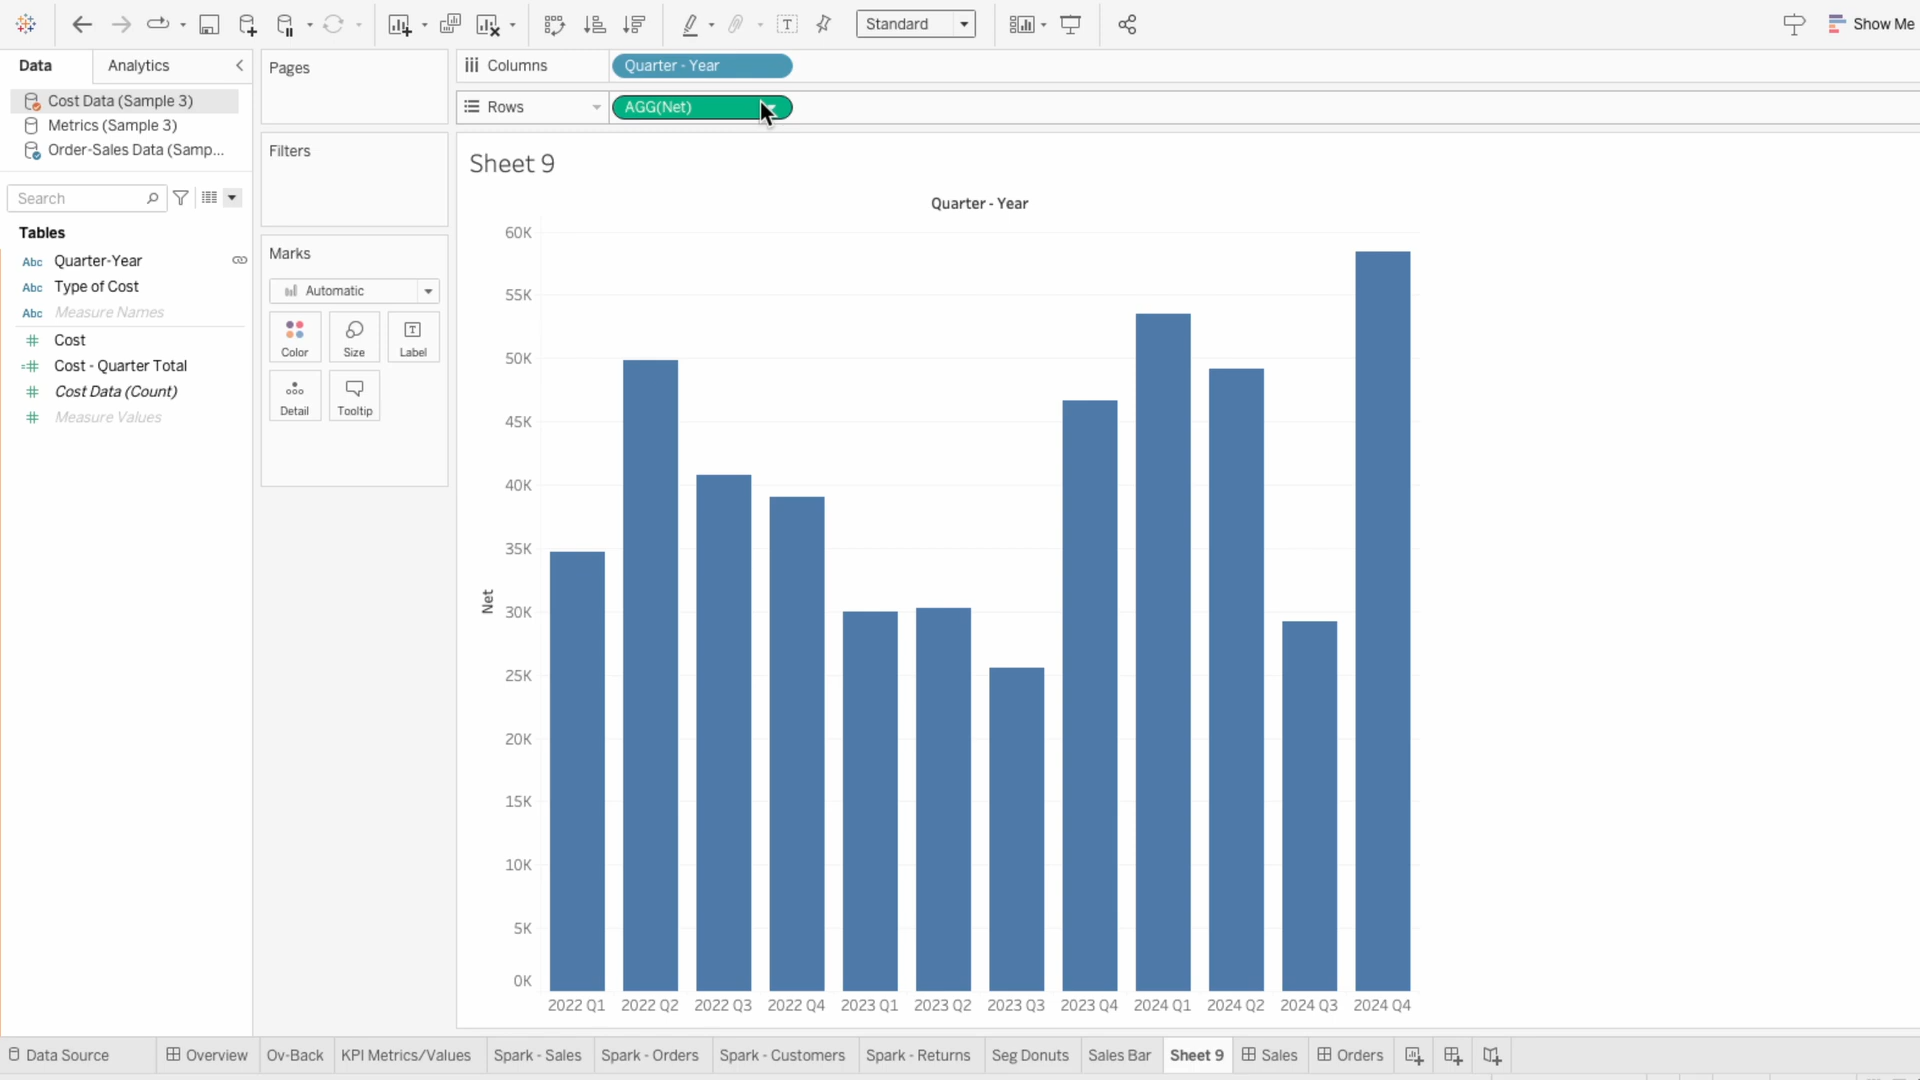 Standard
Show Me
Data
Analytics
Cost Data (Sample 3)
Metrics (Sample 3)
Order-Sales Data (Samp...
Search
Tables
Abc Quarter-Year
Abc Type of Cost
Abc Measure Names
Cost
Cost - Quarter Total
Cost Data (Count)
Measure Values
Pages
Filters
Marks
Automatic
Color
Size
Label
Detail
Tooltip
Columns
Quarter - Year
Rows
AGG(Net)
Sheet 9
Quarter - Year
60K
55K
50K
45K
40K
35K
30K
25K
20K
15K
10K
5K
0K
Net
2022 Q1 2022 Q2 2022 Q3 2022 Q4 2023 Q1 2023 Q2 2023 Q3 2023 Q4 2024 Q1 2024 Q2 2024 Q3 2024 Q4
Data Source Overview Ov-Back KPI Metrics/Values Spark - Sales Spark - Orders Spark - Customers Spark - Returns Seg Donuts Sales Bar Sheet 9 Sales Orders